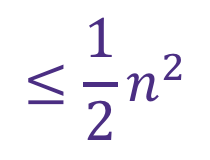 ≤ 1/2 n²